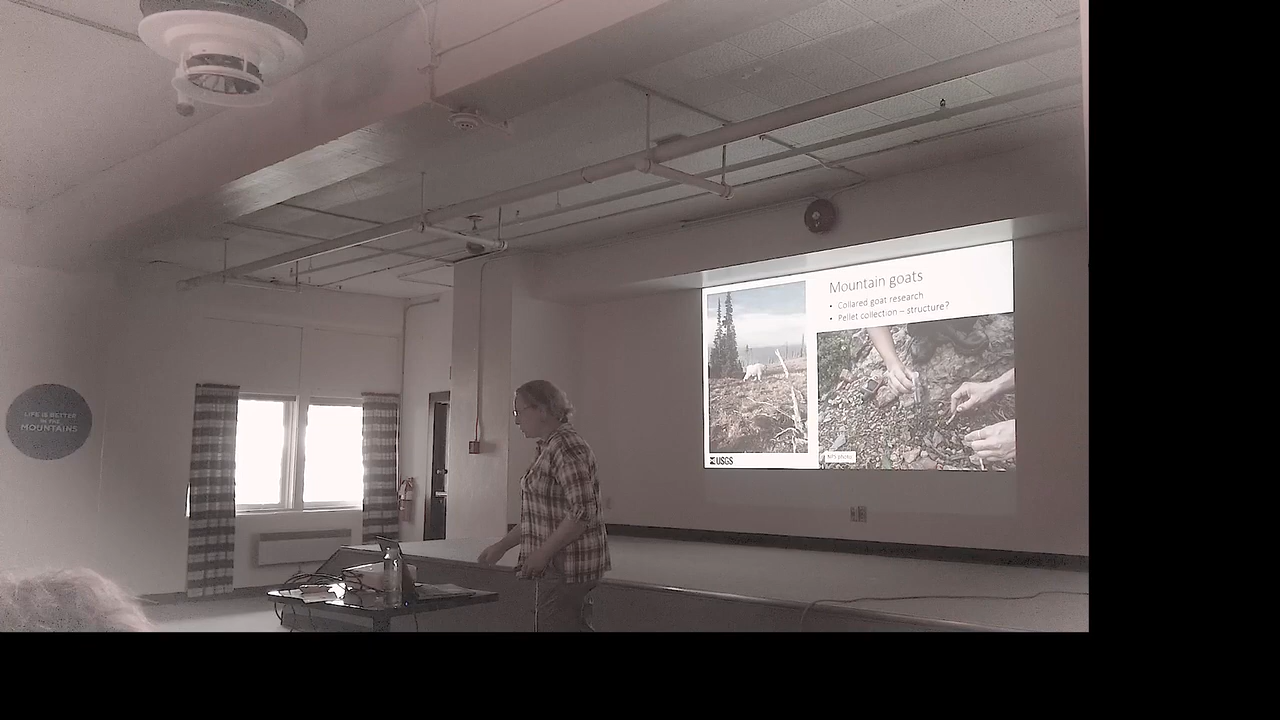 LIFE IS BETTER
IN THE
MOUNTAINS
Mountain goats
• Collared goat research
• Pellet collection – structure?
USGS
NPS photo